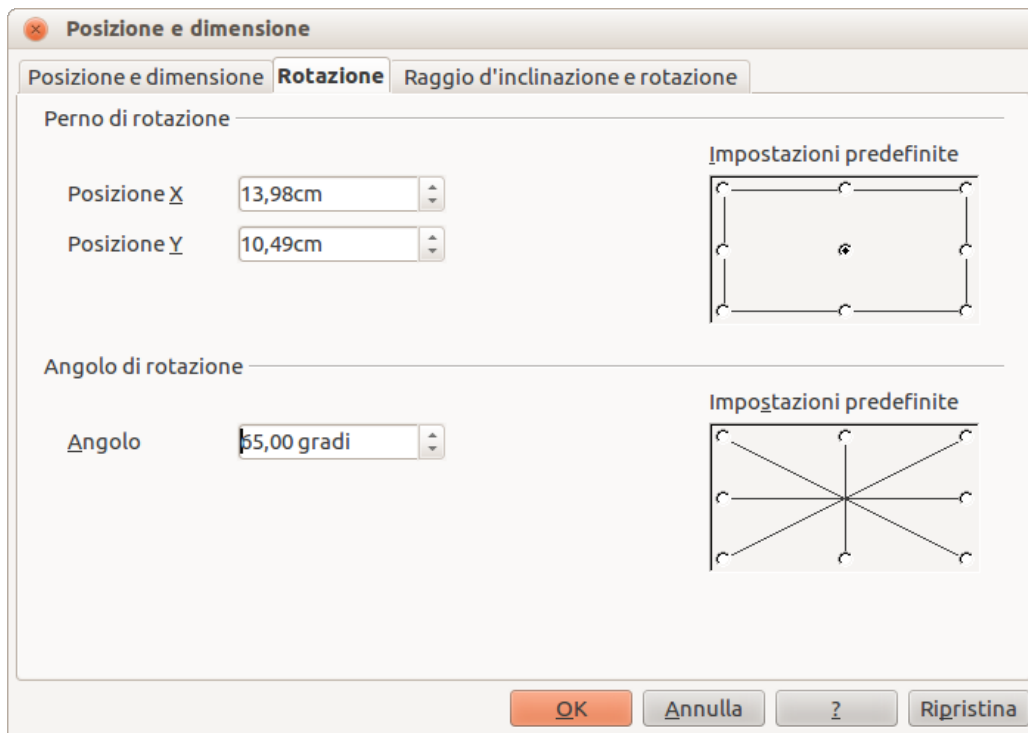 Posizione e dimensione
Posizione e dimensione Rotazione Raggio d'inclinazione e rotazione
Perno di rotazione
Impostazioni predefinite
Posizione X 13,98cm
Posizione Y 10,49cm
Angolo di rotazione
Impostazioni predefinite
Angolo 65,00 gradi
OK Annulla ? Ripristina